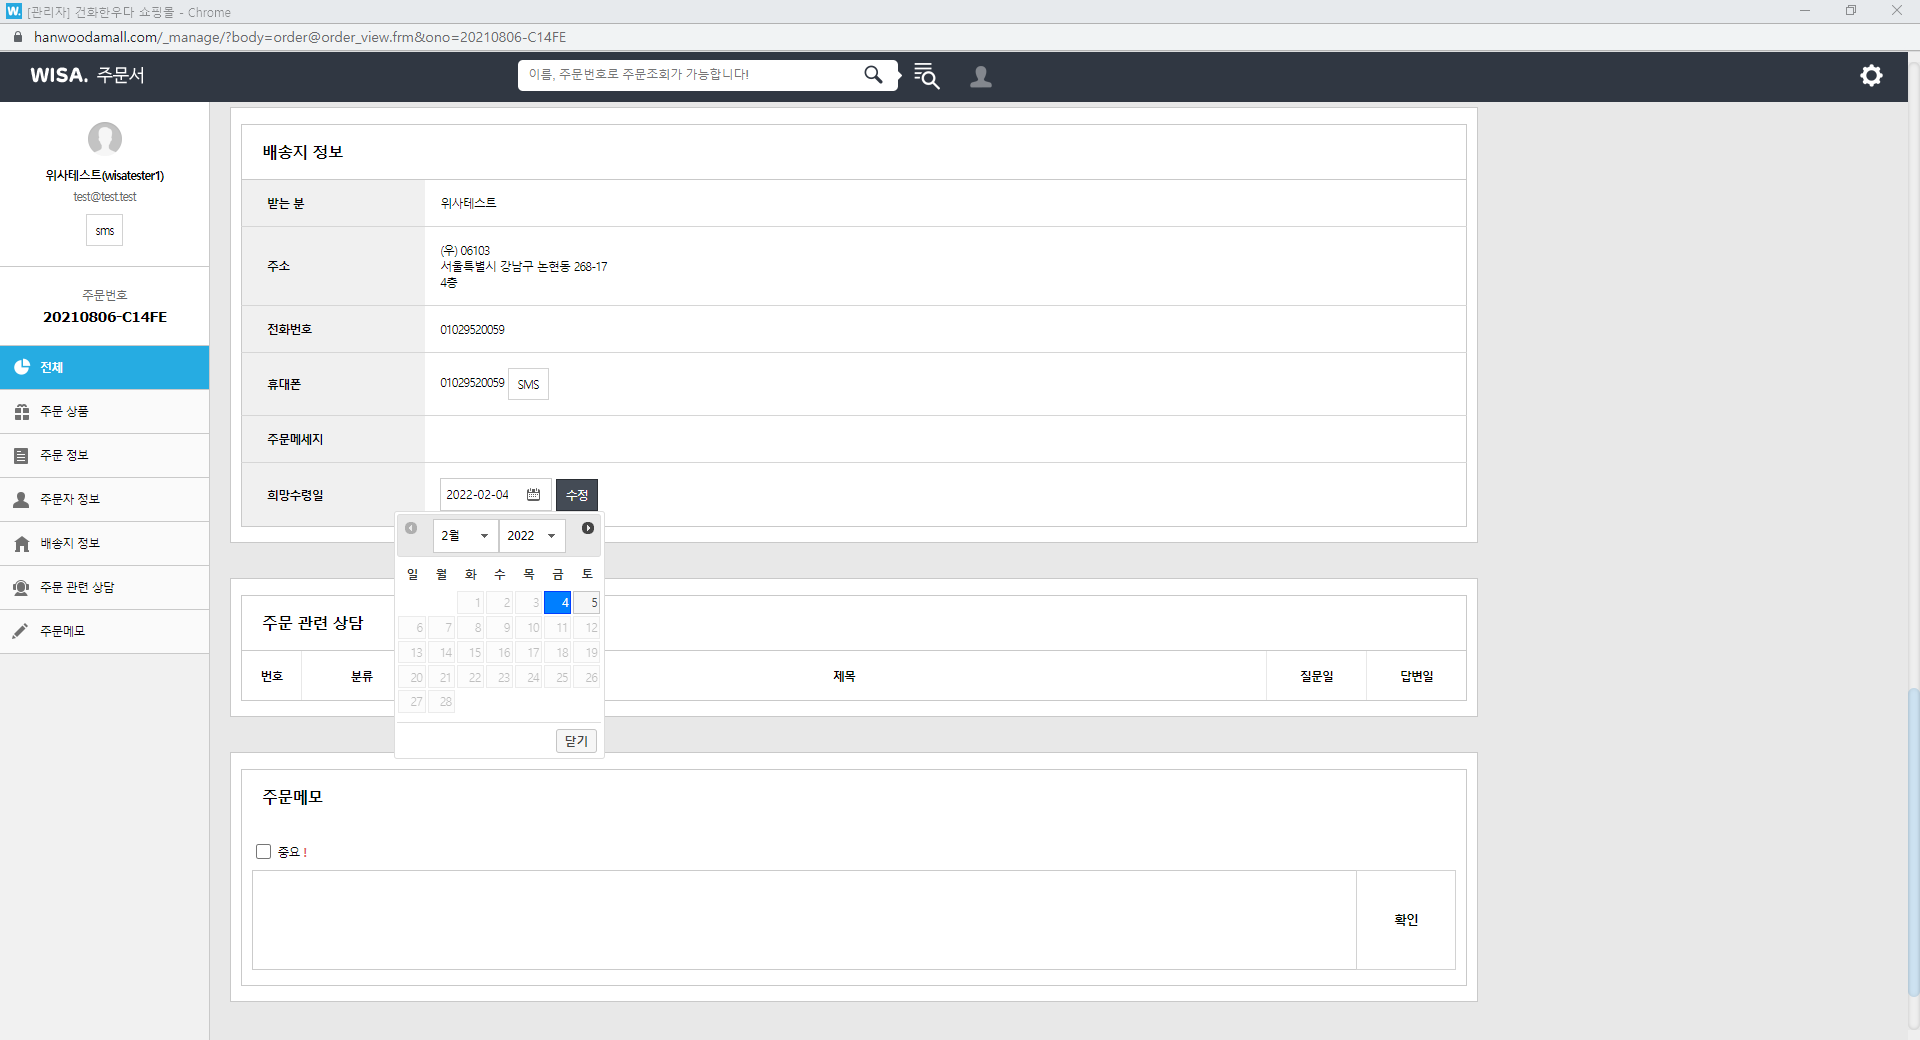 W. [관리자] 건화한우다 쇼핑몰 - Chrome
hanwoodamall.com/_manage/?body=order@order_view.frm&ono=20210806-C14FE
WISA. 주문서
이름, 주문번호로 주문조회가 가능합니다!
위사테스트(wisatester1)
test@test.test
sms
주문번호
20210806-C14FE
전체
주문 상품
주문 정보
주문자 정보
배송지 정보
주문 관련 상담
주문메모
배송지 정보
받는 분 위사테스트
주소
(우) 06103
서울특별시 강남구 논현동 268-17
4층
전화번호 01029520059
휴대폰 01029520059 SMS
주문메세지
희망수령일 2022-02-04 수정
2월 2022
일 월 화 수 목 금 토
1 2 3 4 5
6 7 8 9 10 11 12
13 14 15 16 17 18 19
20 21 22 23 24 25 26
27 28
닫기
주문 관련 상담
번호 분류 제목 질문일 답변일
주문메모
중요 !
확인